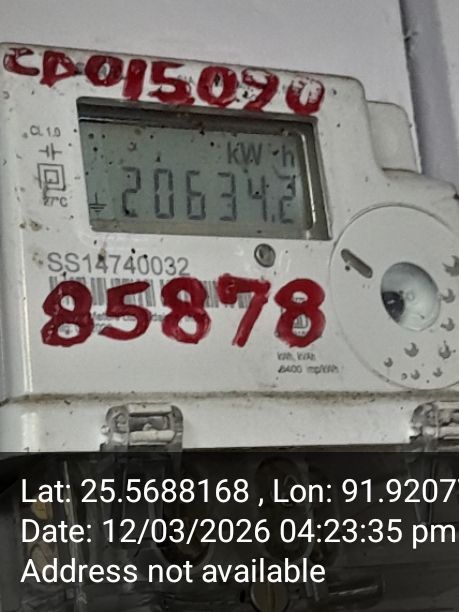 CD015090
CL 1.0
kW h
20634.2
27°C
SS14740032
85878
kWh, kVAh
6400 imp/kWh
Lat: 25.5688168 , Lon: 91.9207
Date: 12/03/2026 04:23:35 pm
Address not available